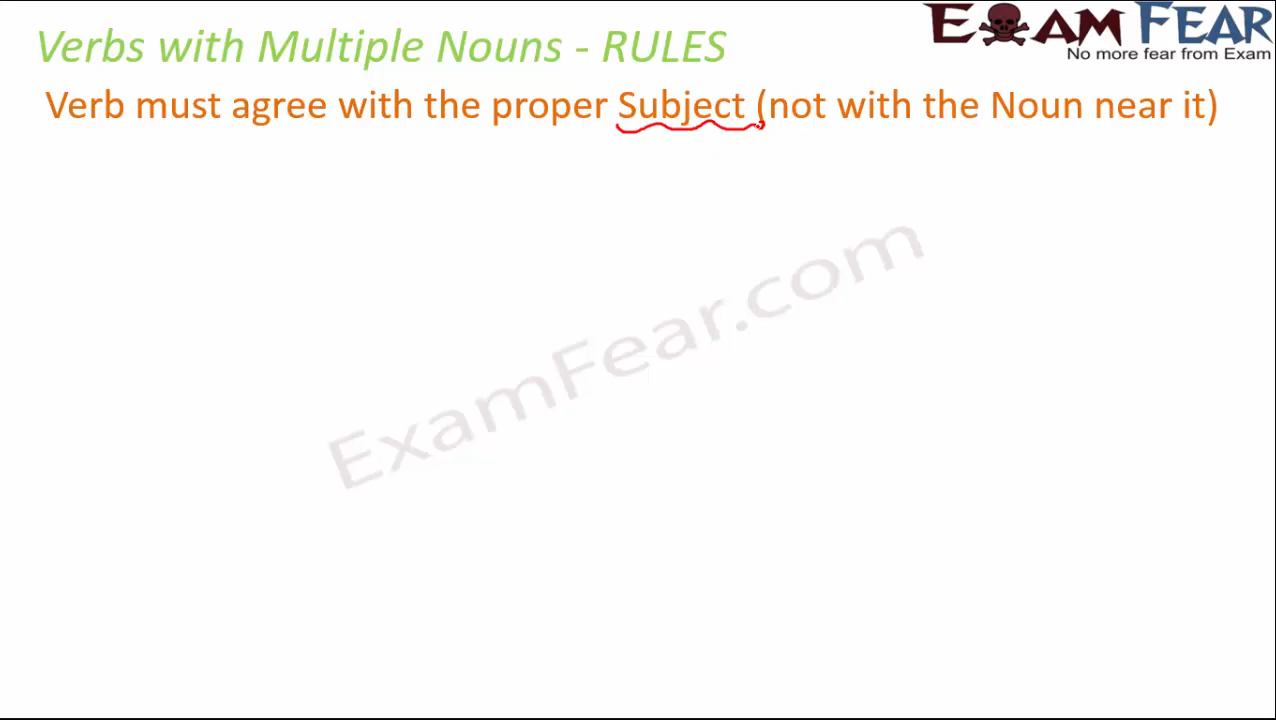 EXAM FEAR
No more fear from Exam
Verbs with Multiple Nouns - RULES
Verb must agree with the proper Subject (not with the Noun near it)
ExamFear.com